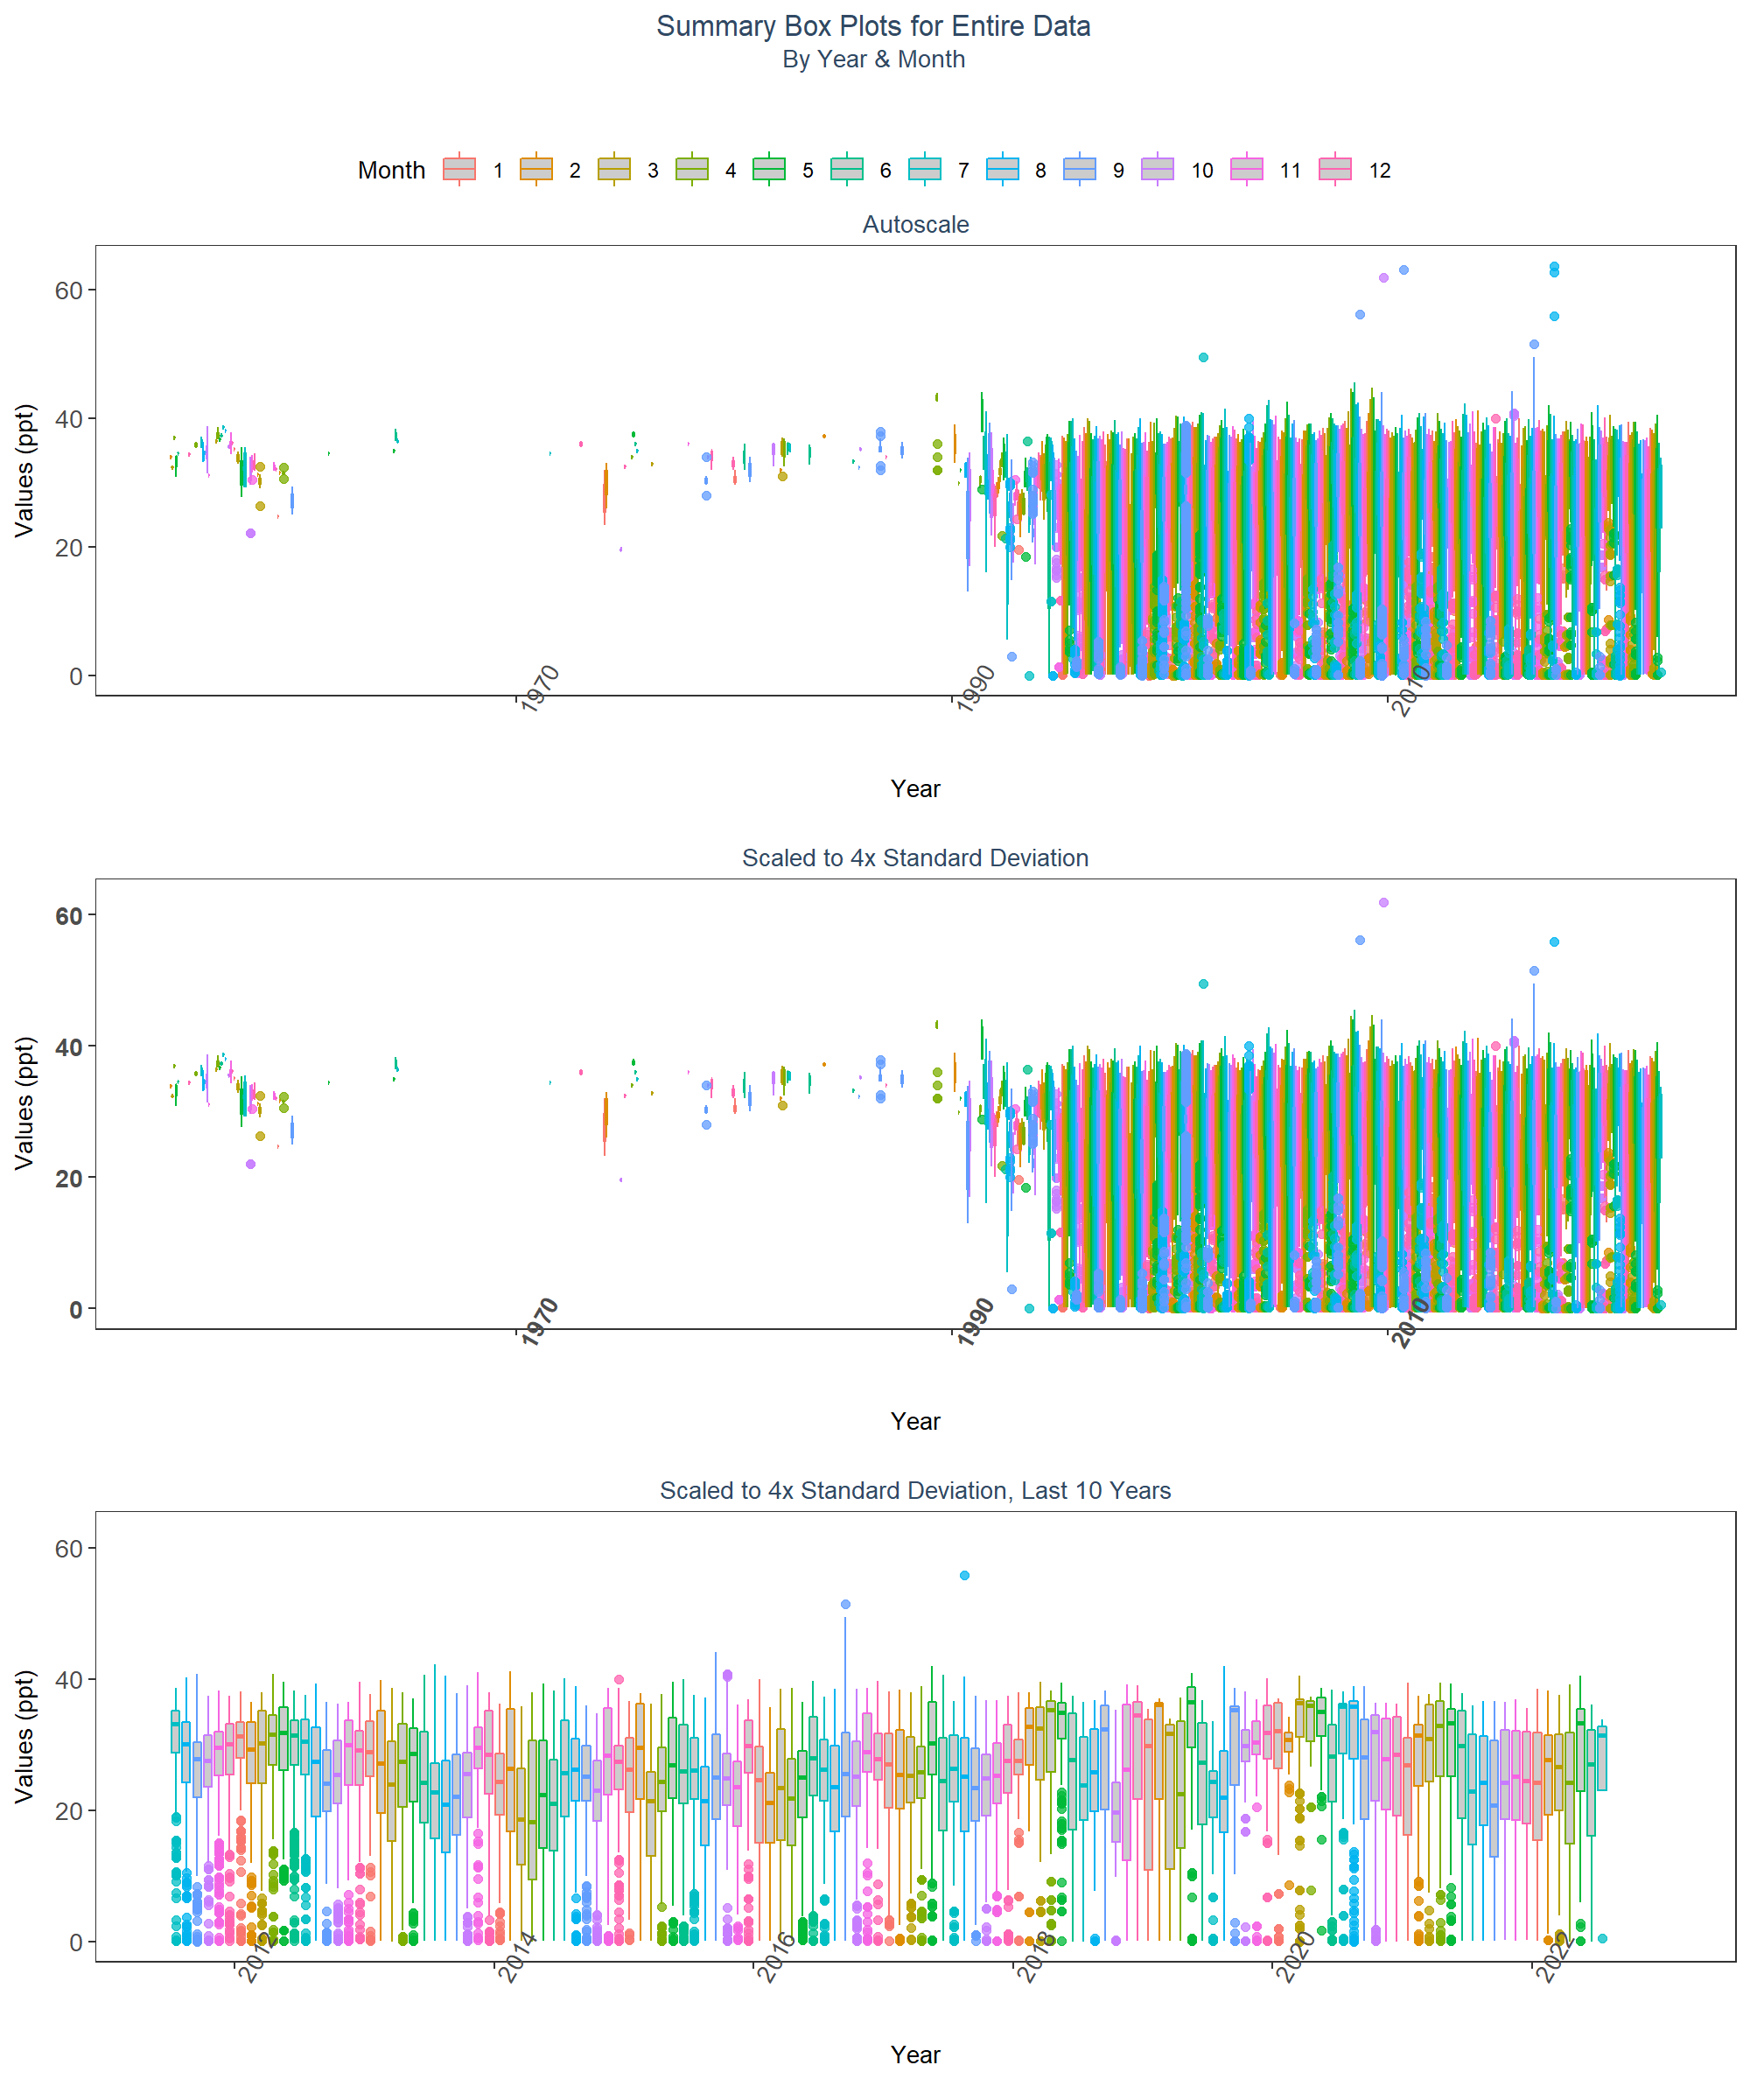 Summary Box Plots for Entire Data
By Year & Month
Month 1 2 3 4 5 6 7 8 9 10 11 12
Autoscale
Values (ppt)
60
40
20
0
1970 1990 2010
Year
Scaled to 4x Standard Deviation
Values (ppt)
60
40
20
0
1970 1990 2010
Year
Scaled to 4x Standard Deviation, Last 10 Years
Values (ppt)
60
40
20
0
2012 2014 2016 2018 2020 2022
Year